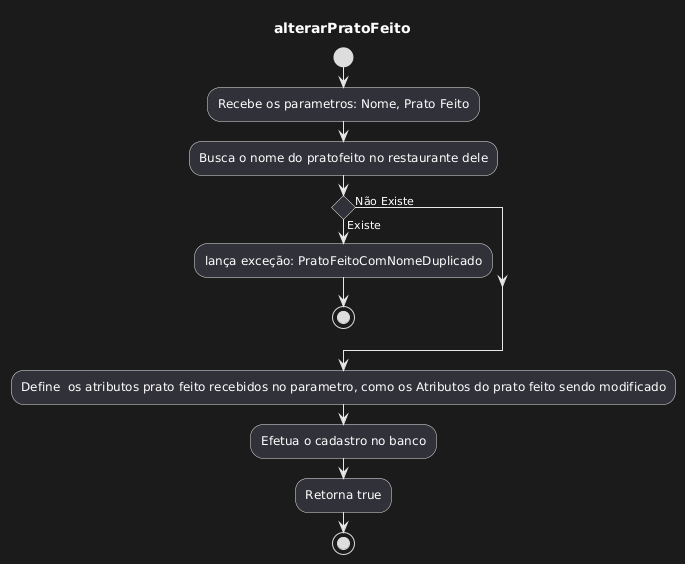 alterarPratoFeito
Recebe os parametros: Nome, Prato Feito
Busca o nome do pratofeito no restaurante dele
Não Existe
Existe
lança exceção: PratoFeitoComNomeDuplicado
Define  os atributos prato feito recebidos no parametro, como os Atributos do prato feito sendo modificado
Efetua o cadastro no banco
Retorna true